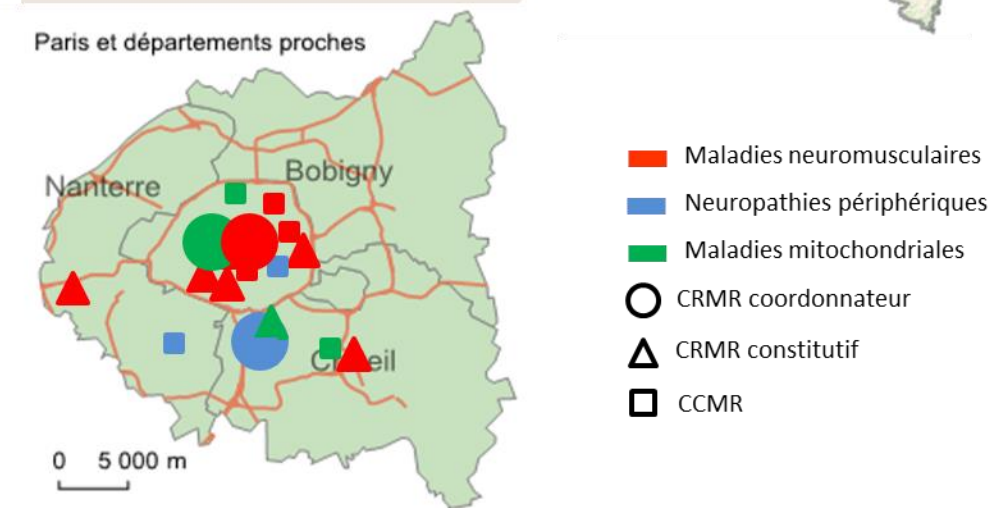 Paris et départements proches
Nanterre
Bobigny
0 5 000 m
Maladies neuromusculaires
Neuropathies périphériques
Maladies mitochondriales
CRMR coordonnateur
CRMR constitutif
CCMR